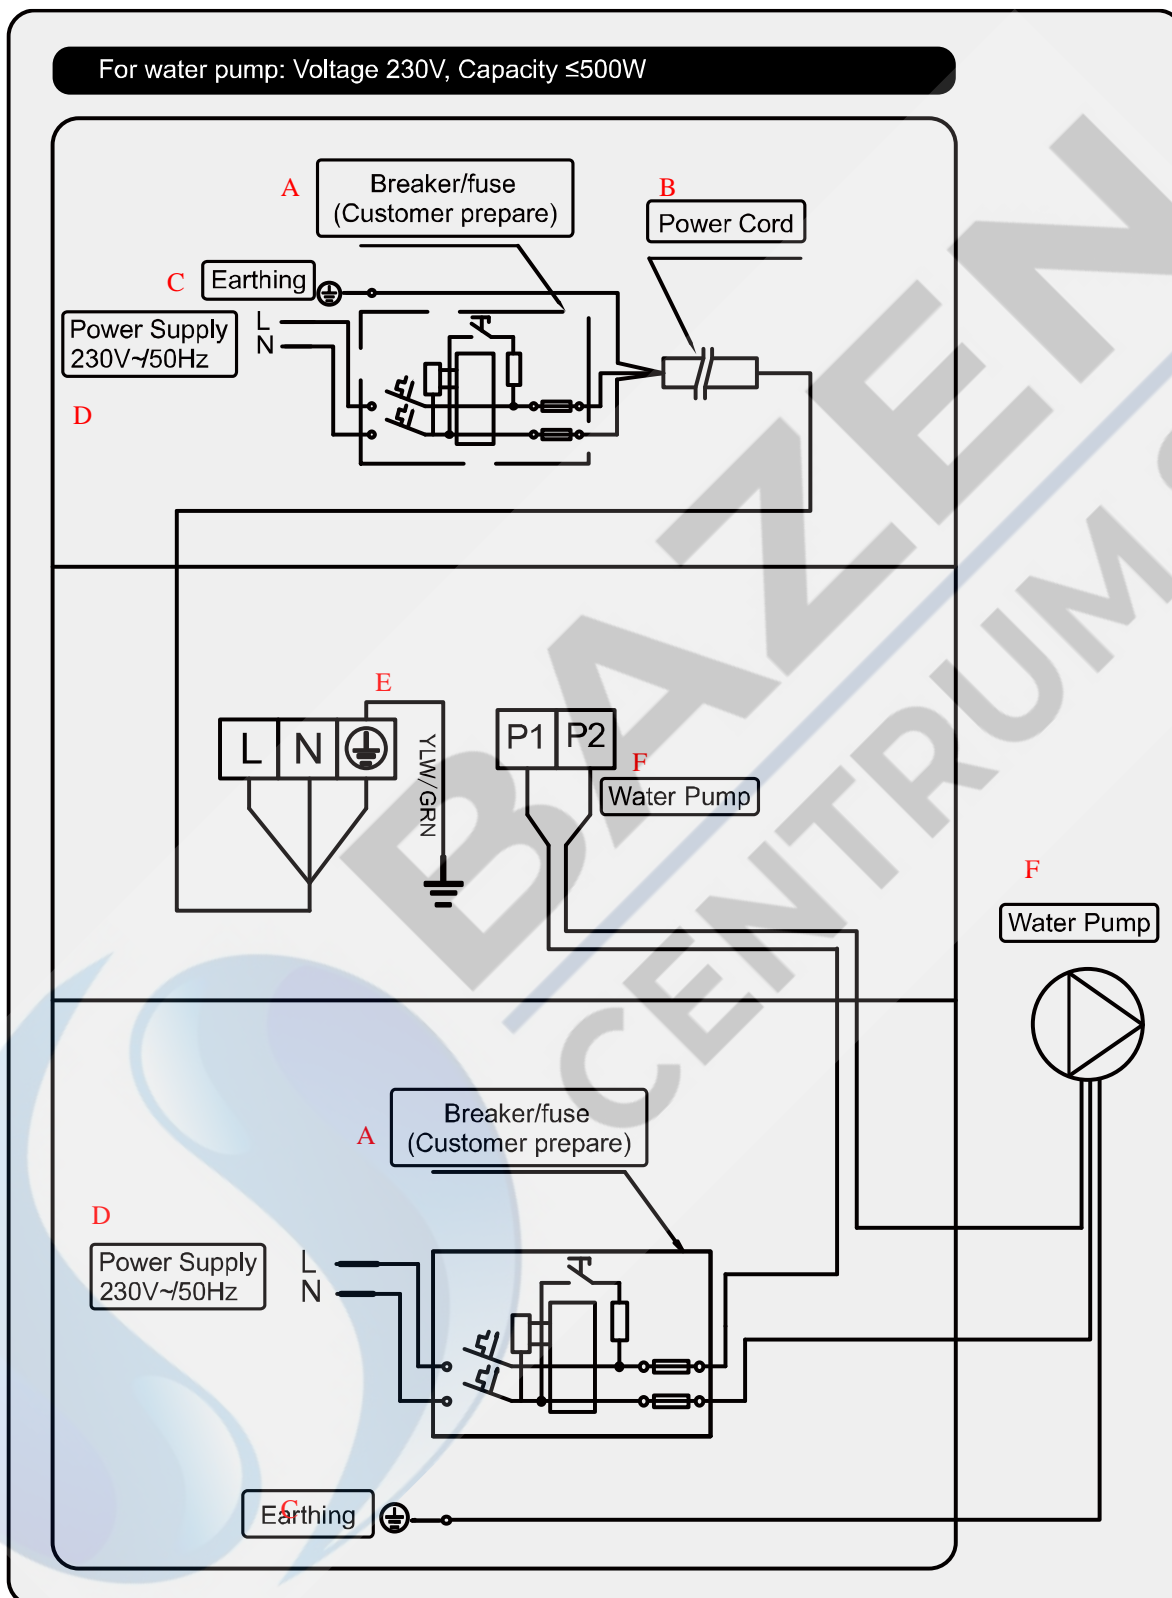 For water pump: Voltage 230V, Capacity ≤500W
A
Breaker/fuse
(Customer prepare)
B
Power Cord
C
Earthing
Power Supply
230V~/50Hz
L
N
D
E
L N
YLW/GRN
P1 P2
F
Water Pump
F
Water Pump
A
Breaker/fuse
(Customer prepare)
D
Power Supply
230V~/50Hz
L
N
C
Earthing
BAZEN
CENTRUM